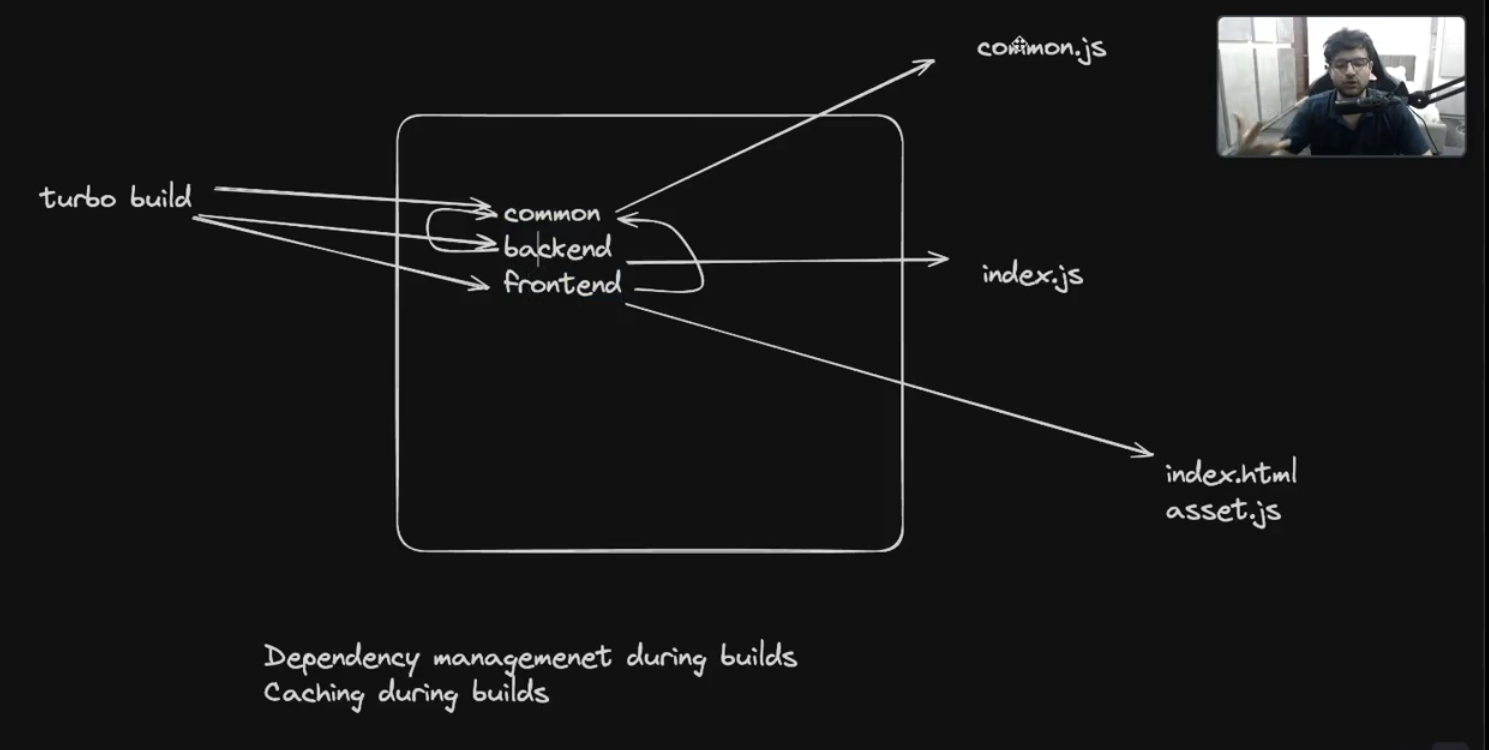 common.js
turbo build
common
backend
frontend
index.js
index.html
asset.js
Dependency managemenet during builds
Caching during builds